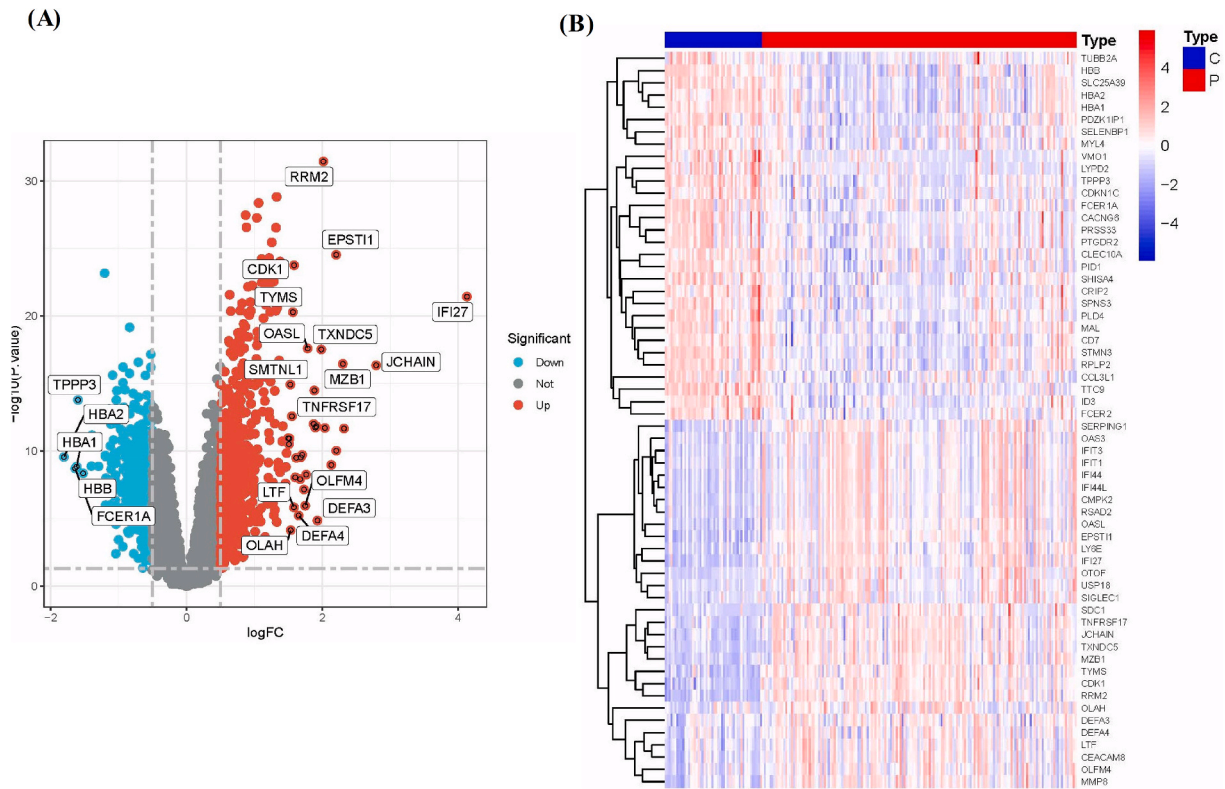 (A)
RRM2
EPSTI1
CDK1
TYMS
IFI27
OASL
TXNDC5
SMTNL1
JCHAIN
MZB1
TPPP3
TNFRSF17
HBA2
HBA1
HBB
FCER1A
LTF
OLFM4
DEFA3
DEFA4
OLAH
30
20
10
0
−log10(P.value)
−2
0
2
4
logFC
Significant
Down
Not
Up
(B)
Type
4
2
0
−2
−4
Type
C
P
TUBB2A
HBB
SLC25A39
HBA2
HBA1
PDZK1IP1
SELENBP1
MYL4
VMO1
LYPD2
TPPP3
CDKN1C
FCER1A
CACNG6
PRSS33
PTGDR2
CLEC10A
PID1
SHISA4
CRIP2
SPNS3
PLD4
MAL
CD7
STMN3
RPLP2
CCL3L1
TTC9
ID3
FCER2
SERPING1
OAS3
IFIT3
IFIT1
IFI44
IFI44L
CMPK2
RSAD2
OASL
EPSTI1
LY6E
IFI27
OTOF
USP18
SIGLEC1
SDC1
TNFRSF17
JCHAIN
TXNDC5
MZB1
TYMS
CDK1
RRM2
OLAH
DEFA3
DEFA4
LTF
CEACAM8
OLFM4
MMP8